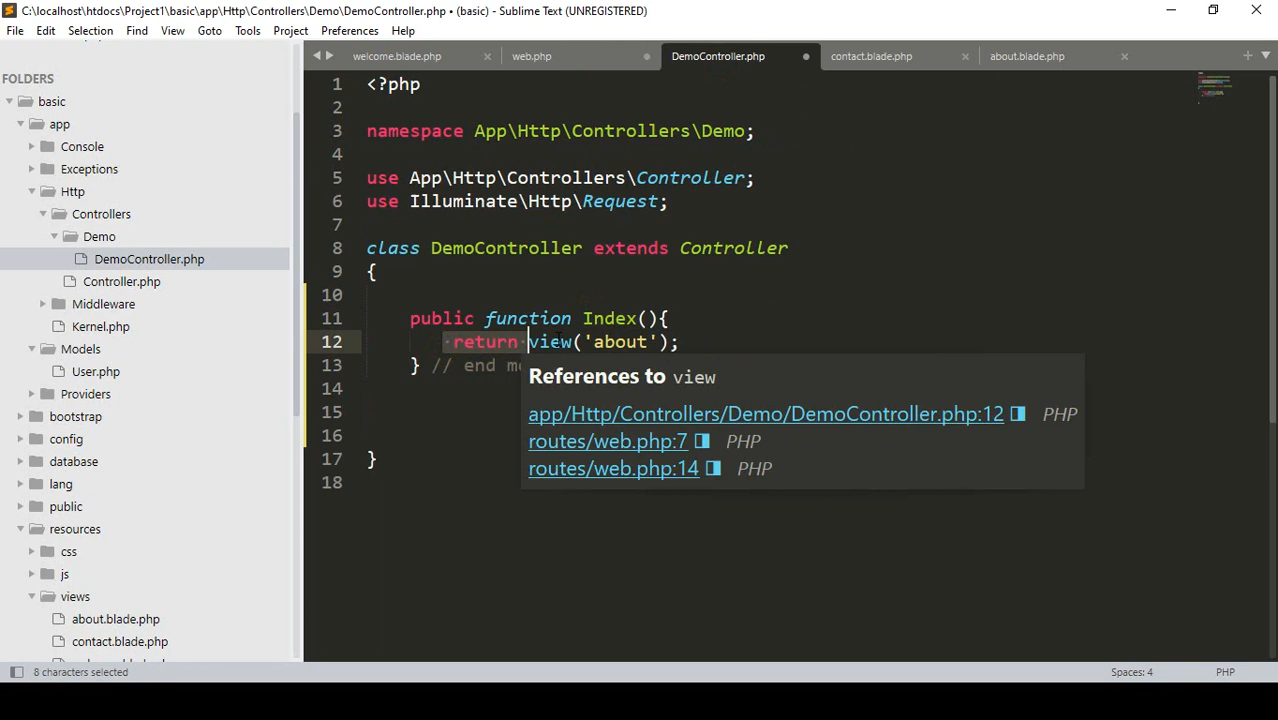 C:\localhost\htdocs\Project1\basic\app\Http\Controllers\Demo\DemoController.php • (basic) - Sublime Text (UNREGISTERED)
File Edit Selection Find View Goto Tools Project Preferences Help
welcome.blade.php web.php DemoController.php contact.blade.php about.blade.php
FOLDERS
basic
app
Console
Exceptions
Http
Controllers
Demo
DemoController.php
Controller.php
Middleware
Kernel.php
Models
User.php
Providers
bootstrap
config
database
lang
public
resources
css
js
views
about.blade.php
contact.blade.php
1 <?php
2
3 namespace App\Http\Controllers\Demo;
4
5 use App\Http\Controllers\Controller;
6 use Illuminate\Http\Request;
7
8 class DemoController extends Controller
9 {
10
11 public function Index(){
12 return view('about');
13 } // end
14
15
16
17 }
18
References to view
app/Http/Controllers/Demo/DemoController.php:12 PHP
routes/web.php:7 PHP
routes/web.php:14 PHP
8 characters selected Spaces: 4 PHP